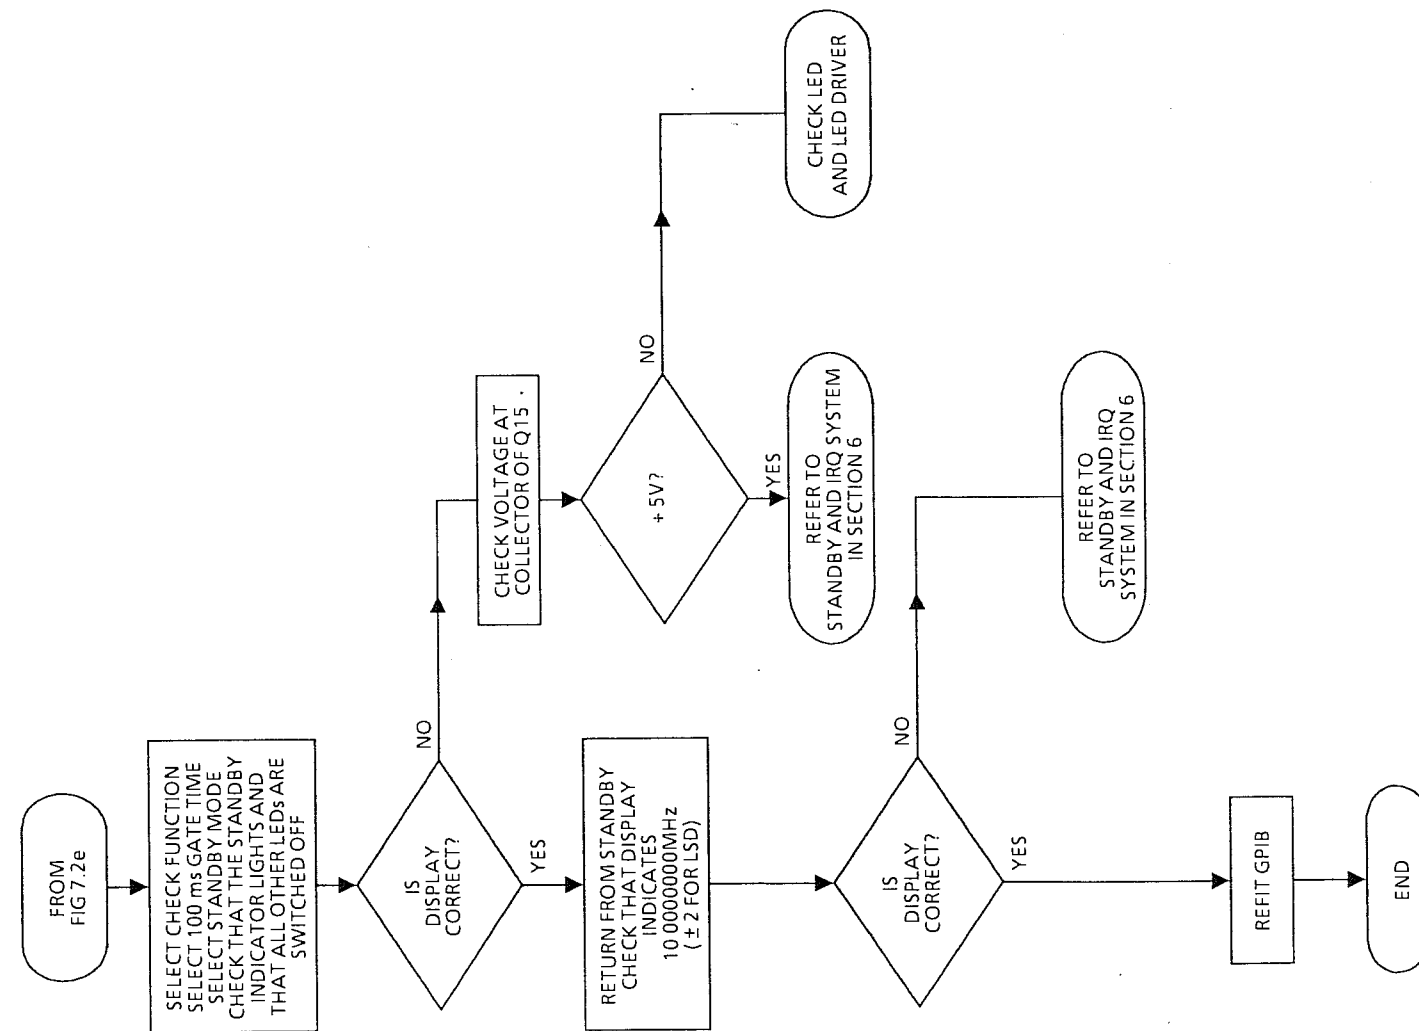 FROM
FIG 7.2e
SELECT CHECK FUNCTION
SELECT 100 ms GATE TIME
SELECT STANDBY MODE
CHECK THAT THE STANDBY
INDICATOR LIGHTS AND
THAT ALL OTHER LEDs ARE
SWITCHED OFF
IS
DISPLAY
CORRECT?
NO
YES
CHECK VOLTAGE AT
COLLECTOR OF Q15 .
+ 5V?
NO
YES
CHECK LED
AND LED DRIVER
REFER TO
STANDBY AND IRQ SYSTEM
IN SECTION 6
RETURN FROM STANDBY
CHECK THAT DISPLAY
INDICATES
10·0000000MHz
(± 2 FOR LSD)
IS
DISPLAY
CORRECT?
NO
YES
REFER TO
STANDBY AND IRQ
SYSTEM IN SECTION 6
REFIT GPIB
END